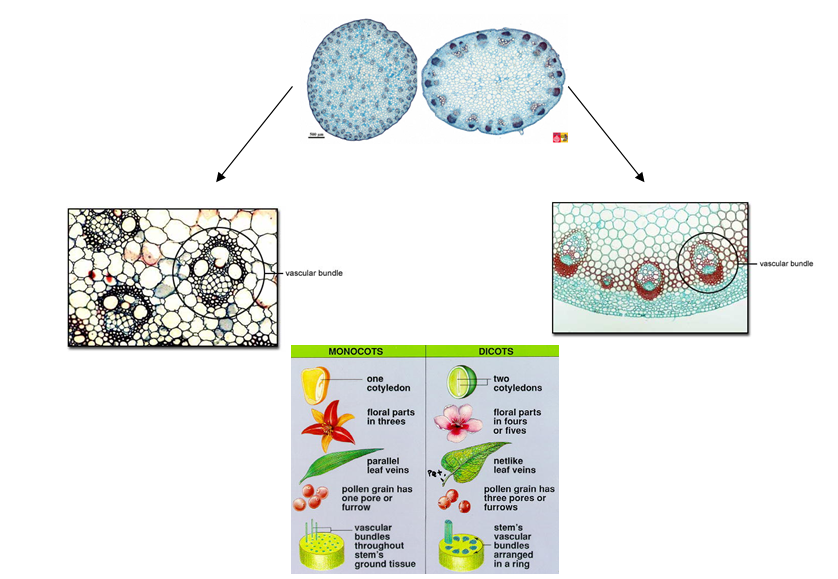 vascular bundle
vascular bundle
MONOCOTS
DICOTS
one
cotyledon
two
cotyledons
floral parts
in threes
floral parts
in fours
or fives
parallel
leaf veins
netlike
leaf veins
pollen grain has
one pore or
furrow
pollen grain has
three pores or
furrows
vascular
bundles
throughout
stem's
ground tissue
stem's
vascular
bundles
arranged
in a ring